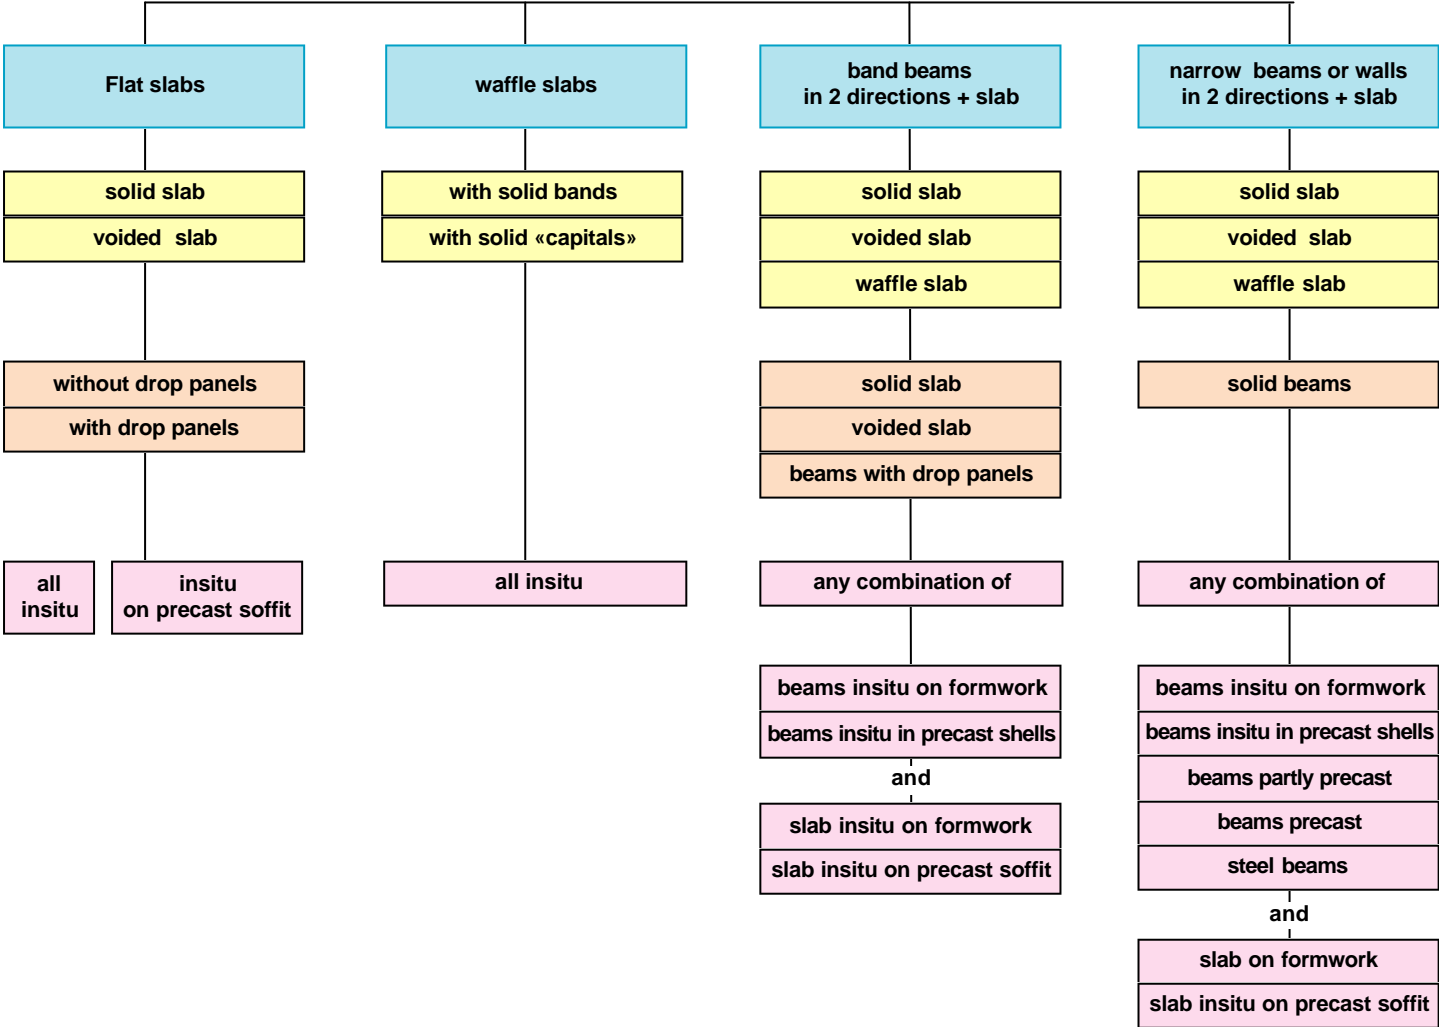 Flat slabs
waffle slabs
band beams
in 2 directions + slab
narrow beams or walls
in 2 directions + slab
solid slab
voided slab
with solid bands
with solid «capitals»
solid slab
voided slab
waffle slab
solid slab
voided slab
waffle slab
without drop panels
with drop panels
solid slab
voided slab
beams with drop panels
solid beams
all
insitu
insitu
on precast soffit
all insitu
any combination of
any combination of
beams insitu on formwork
beams insitu in precast shells
and
slab insitu on formwork
slab insitu on precast soffit
beams insitu on formwork
beams insitu in precast shells
beams partly precast
beams precast
steel beams
and
slab on formwork
slab insitu on precast soffit